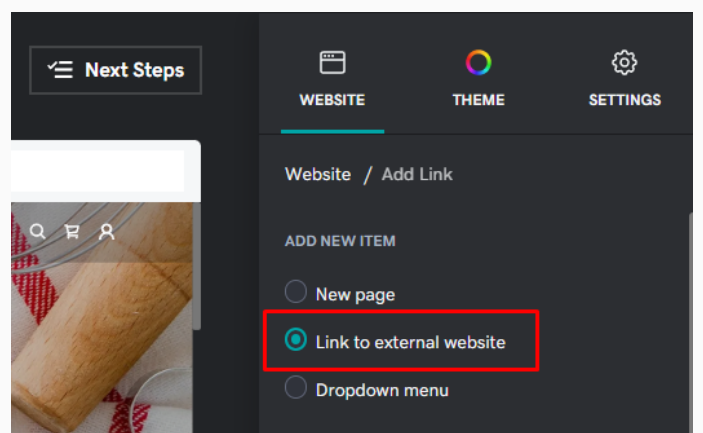 Next Steps
WEBSITE
THEME
SETTINGS
Website / Add Link
ADD NEW ITEM
New page
Link to external website
Dropdown menu